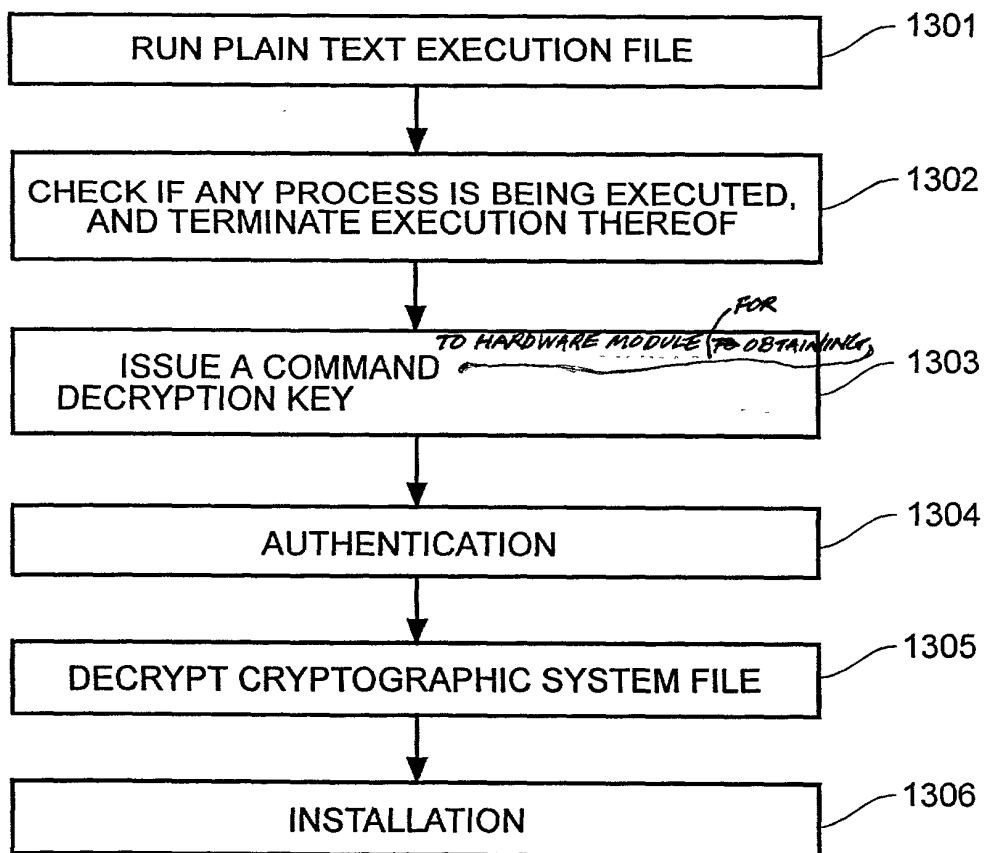 RUN PLAIN TEXT EXECUTION FILE
1301
CHECK IF ANY PROCESS IS BEING EXECUTED,
AND TERMINATE EXECUTION THEREOF
1302
FOR
TO HARDWARE MODULE TO OBTAINING
ISSUE A COMMAND
DECRYPTION KEY
1303
AUTHENTICATION
1304
DECRYPT CRYPTOGRAPHIC SYSTEM FILE
1305
INSTALLATION
1306